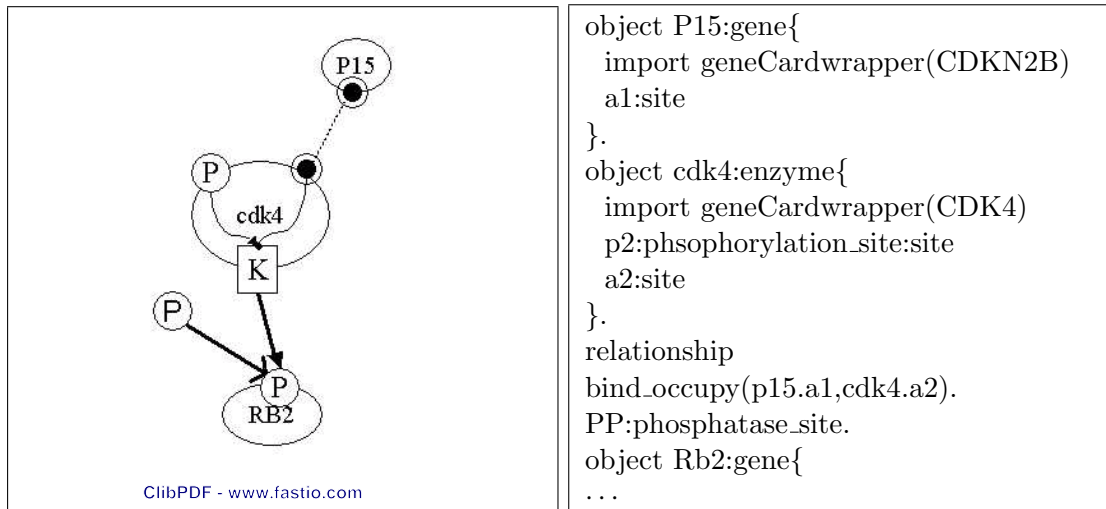 P15
P
cdk4
K
P
P
RB2
ClibPDF - www.fastio.com
object P15:gene{
import geneCardwrapper(CDKN2B)
a1:site
}.
object cdk4:enzyme{
import geneCardwrapper(CDK4)
p2:phsophorylation_site:site
a2:site
}.
relationship
bind_occupy(p15.a1,cdk4.a2).
PP:phosphatase_site.
object Rb2:gene{
. . .